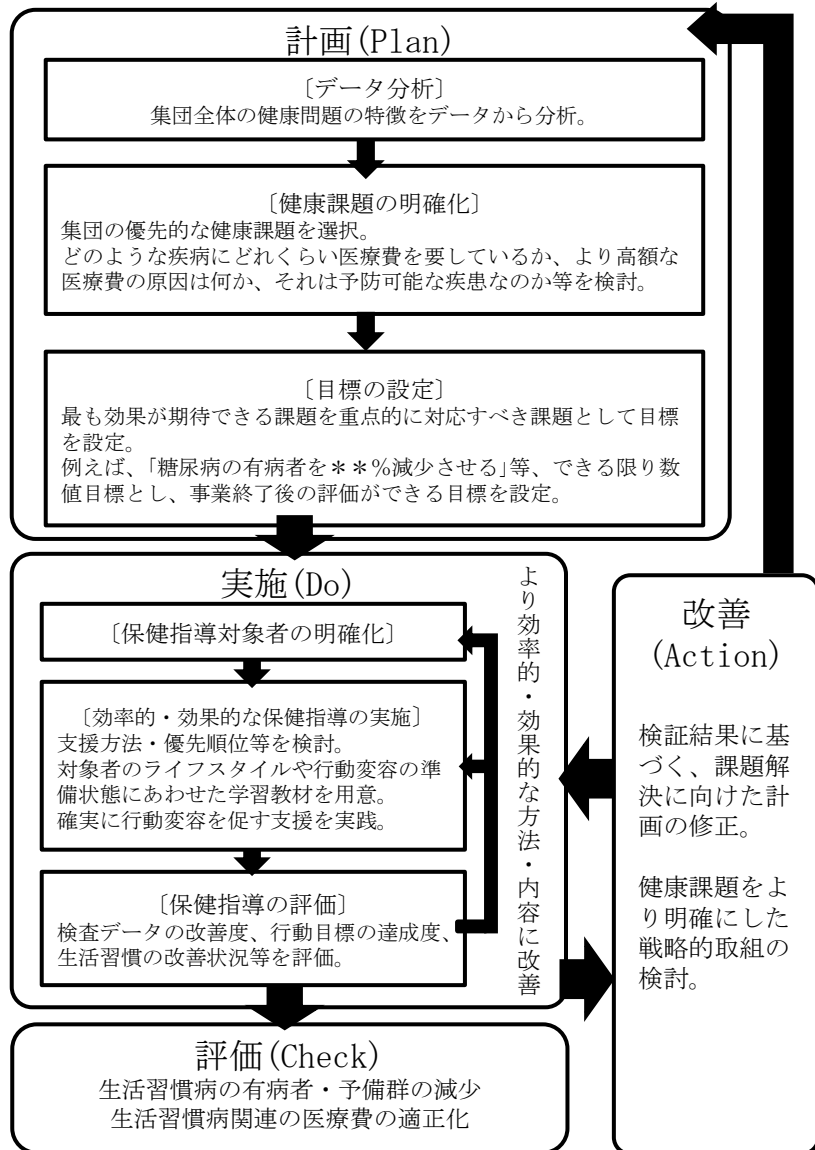 計画(Plan)
〔データ分析〕
集団全体の健康問題の特徴をデータから分析。
〔健康課題の明確化〕
集団の優先的な健康課題を選択。
どのような疾病にどれくらい医療費を要しているか、より高額な
医療費の原因は何か、それは予防可能な疾患なのか等を検討。
〔目標の設定〕
最も効果が期待できる課題を重点的に対応すべき課題として目標
を設定。
例えば、「糖尿病の有病者を＊＊％減少させる」等、できる限り数
値目標とし、事業終了後の評価ができる目標を設定。
実施(Do)
〔保健指導対象者の明確化〕
〔効率的・効果的な保健指導の実施〕
支援方法・優先順位等を検討。
対象者のライフスタイルや行動変容の準
備状態にあわせた学習教材を用意。
確実に行動変容を促す支援を実践。
〔保健指導の評価〕
検査データの改善度、行動目標の達成度、
生活習慣の改善状況等を評価。
より効率的・効果的な方法・内容に改善
評価(Check)
生活習慣病の有病者・予備群の減少
生活習慣病関連の医療費の適正化
改善
(Action)
検証結果に基
づく、課題解
決に向けた計
画の修正。
健康課題をよ
り明確にした
戦略的取組の
検討。